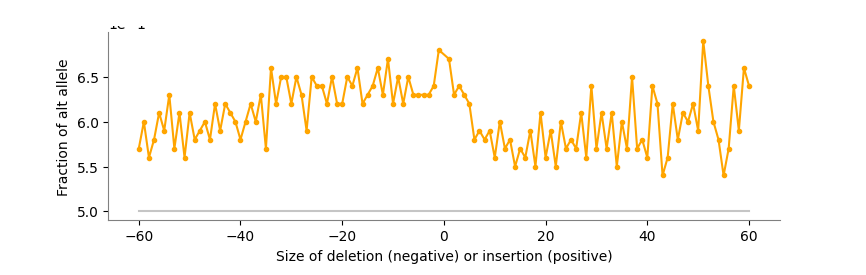 6.5
6.0
5.5
5.0
Fraction of alt allele
−60 −40 −20 0 20 40 60
Size of deletion (negative) or insertion (positive)